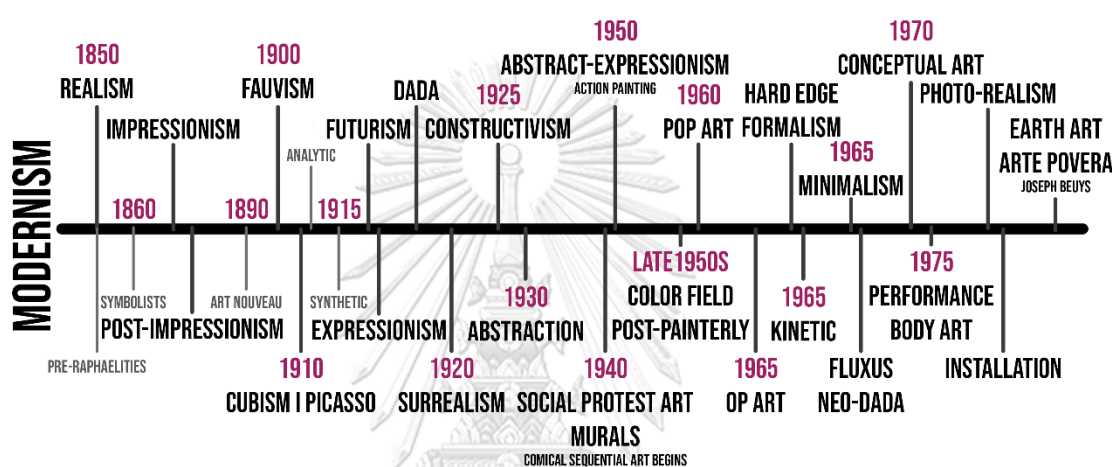 MODERNISM
1850
REALISM
IMPRESSIONISM
1900
FAUVISM
ANALYTIC
FUTURISM
DADA
1925
CONSTRUCTIVISM
1950
ABSTRACT-EXPRESSIONISM
ACTION PAINTING
1960
POP ART
HARD EDGE
FORMALISM
1965
MINIMALISM
1970
CONCEPTUAL ART
PHOTO-REALISM
EARTH ART
ARTE POVERA
JOSEPH BEUYS
1860
1890
1915
SYMBOLISTS
ART NOUVEAU
SYNTHETIC
POST-IMPRESSIONISM
EXPRESSIONISM
PRE-RAPHAELITIES
1910
CUBISM I PICASSO
1920
SURREALISM
1930
ABSTRACTION
1940
SOCIAL PROTEST ART
MURALS
COMICAL SEQUENTIAL ART BEGINS
LATE1950S
COLOR FIELD
POST-PAINTERLY
1965
OP ART
1965
KINETIC
FLUXUS
NEO-DADA
1975
PERFORMANCE
BODY ART
INSTALLATION